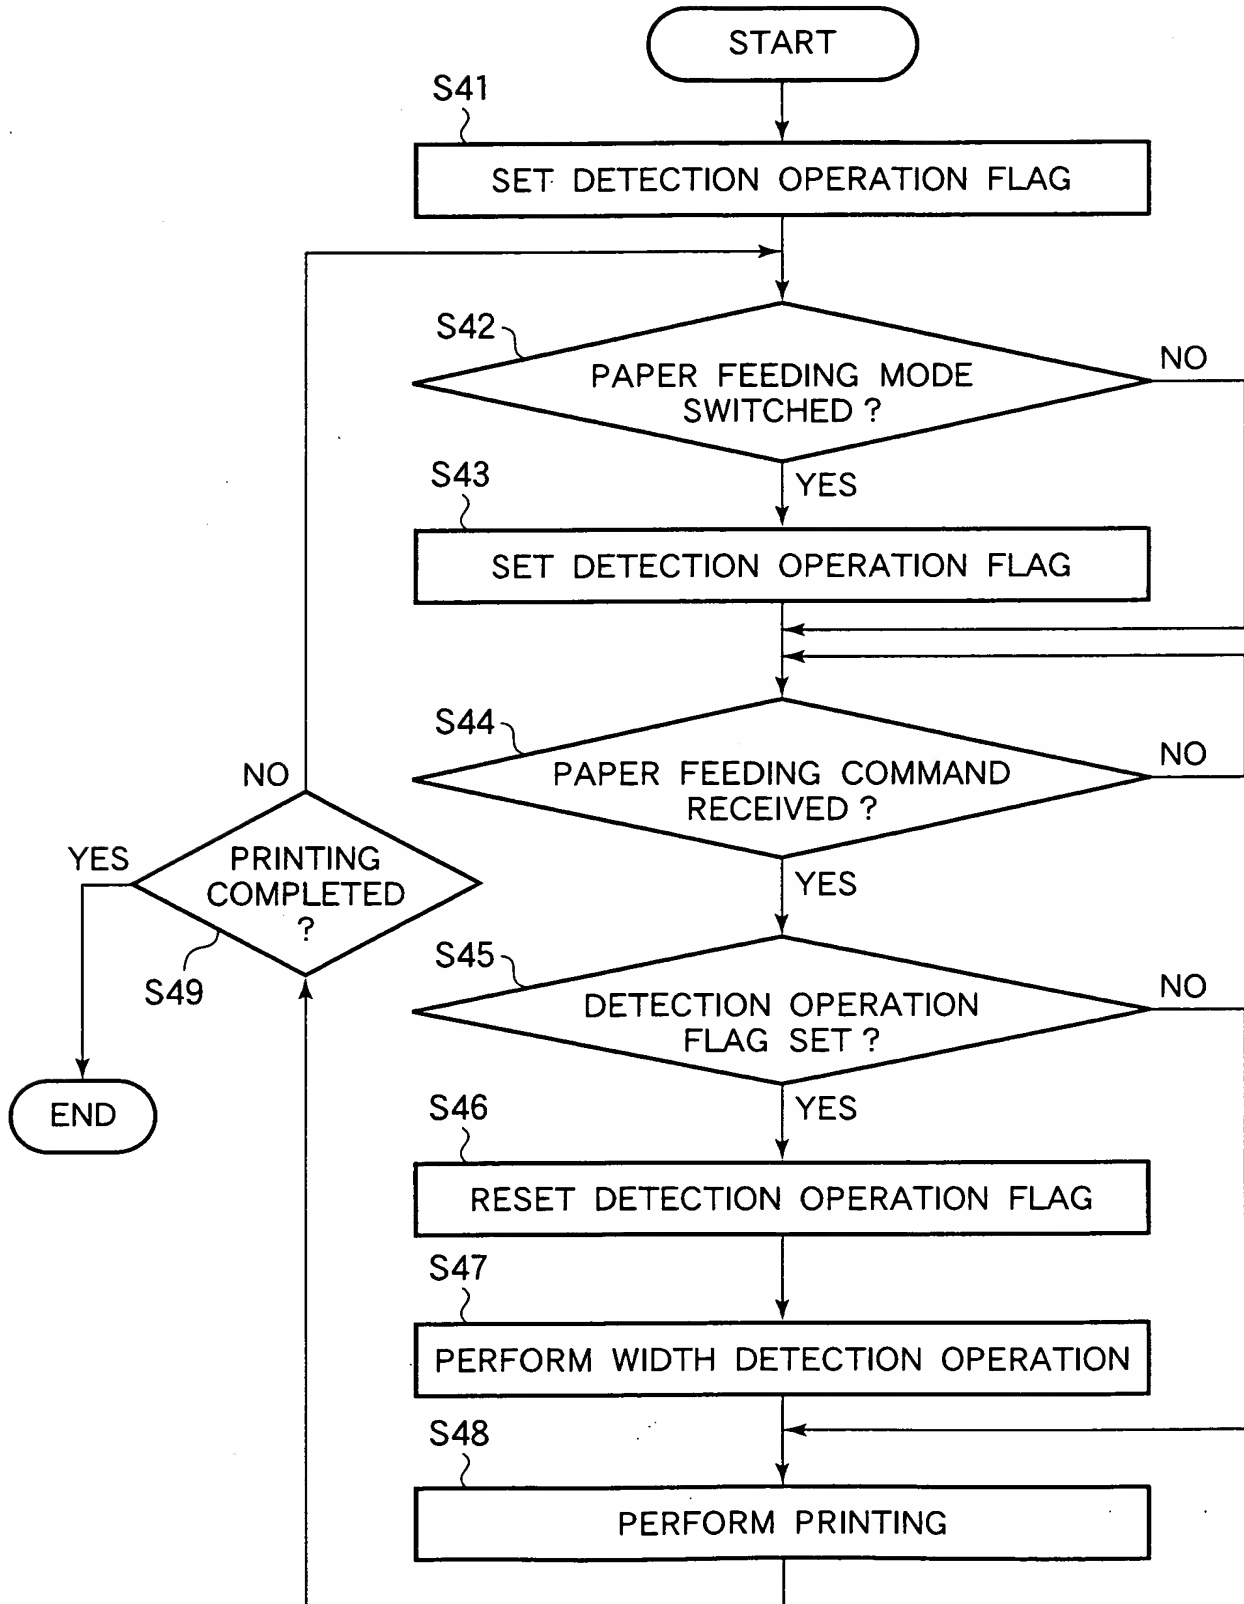 START
S41
SET DETECTION OPERATION FLAG
S42
PAPER FEEDING MODE
SWITCHED ?
NO
YES
S43
SET DETECTION OPERATION FLAG
S44
PAPER FEEDING COMMAND
RECEIVED ?
NO
YES
NO
YES
PRINTING
COMPLETED
?
S49
END
S45
DETECTION OPERATION
FLAG SET ?
NO
YES
S46
RESET DETECTION OPERATION FLAG
S47
PERFORM WIDTH DETECTION OPERATION
S48
PERFORM PRINTING